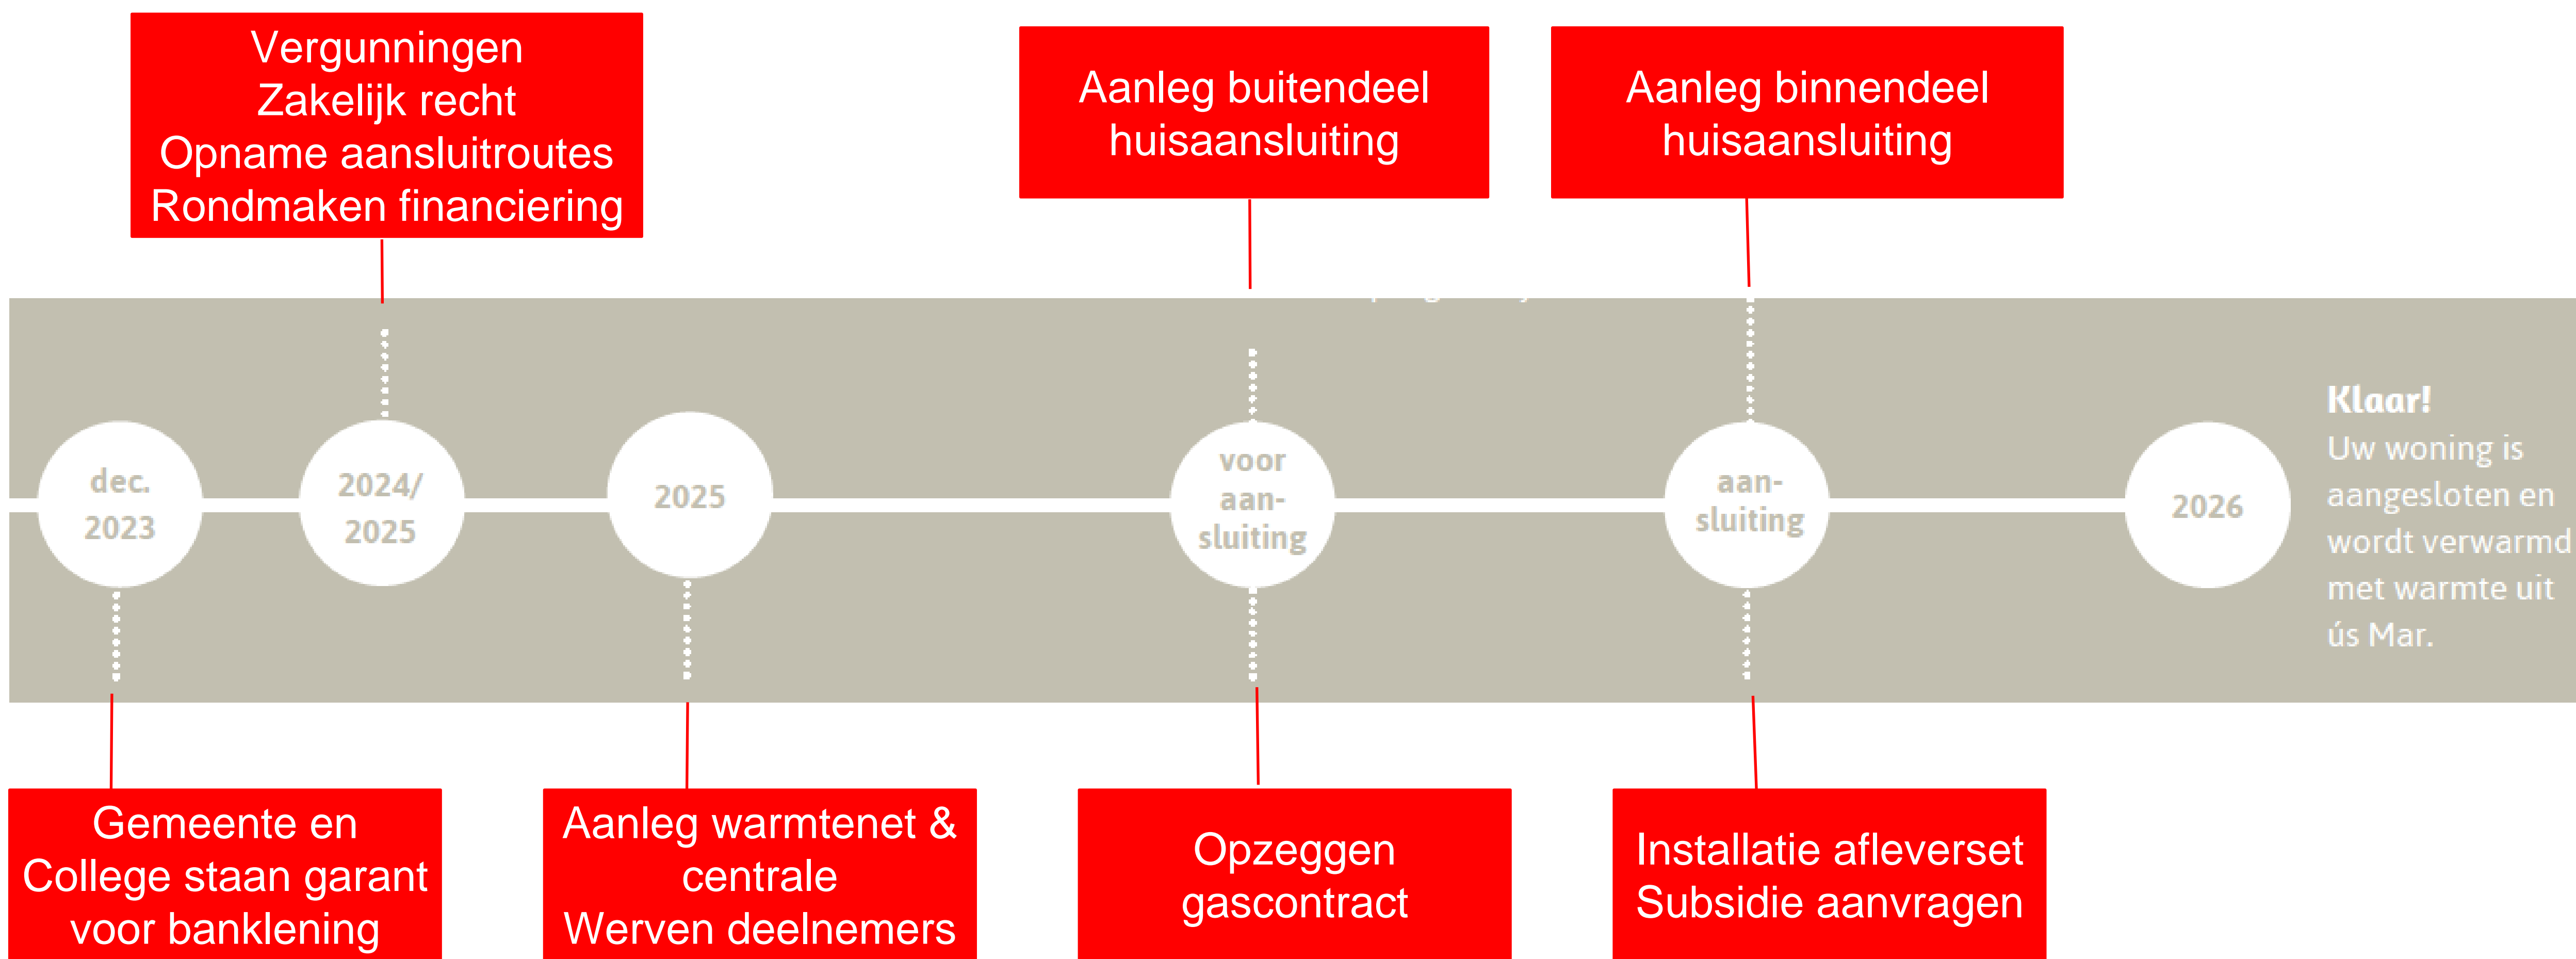 Vergunningen
Zakelijk recht
Opname aansluitroutes
Rondmaken financiering
Aanleg buitendeel
huisaansluiting
Aanleg binnendeel
huisaansluiting
dec.
2023
2024/
2025
2025
voor
aan-
sluiting
aan-
sluiting
2026
Klaar!
Uw woning is
aangesloten en
wordt verwarmd
met warmte uit
ús Mar.
Gemeente en
College staan garant
voor banklening
Aanleg warmtenet &
centrale
Werven deelnemers
Opzeggen
gascontract
Installatie afleverset
Subsidie aanvragen